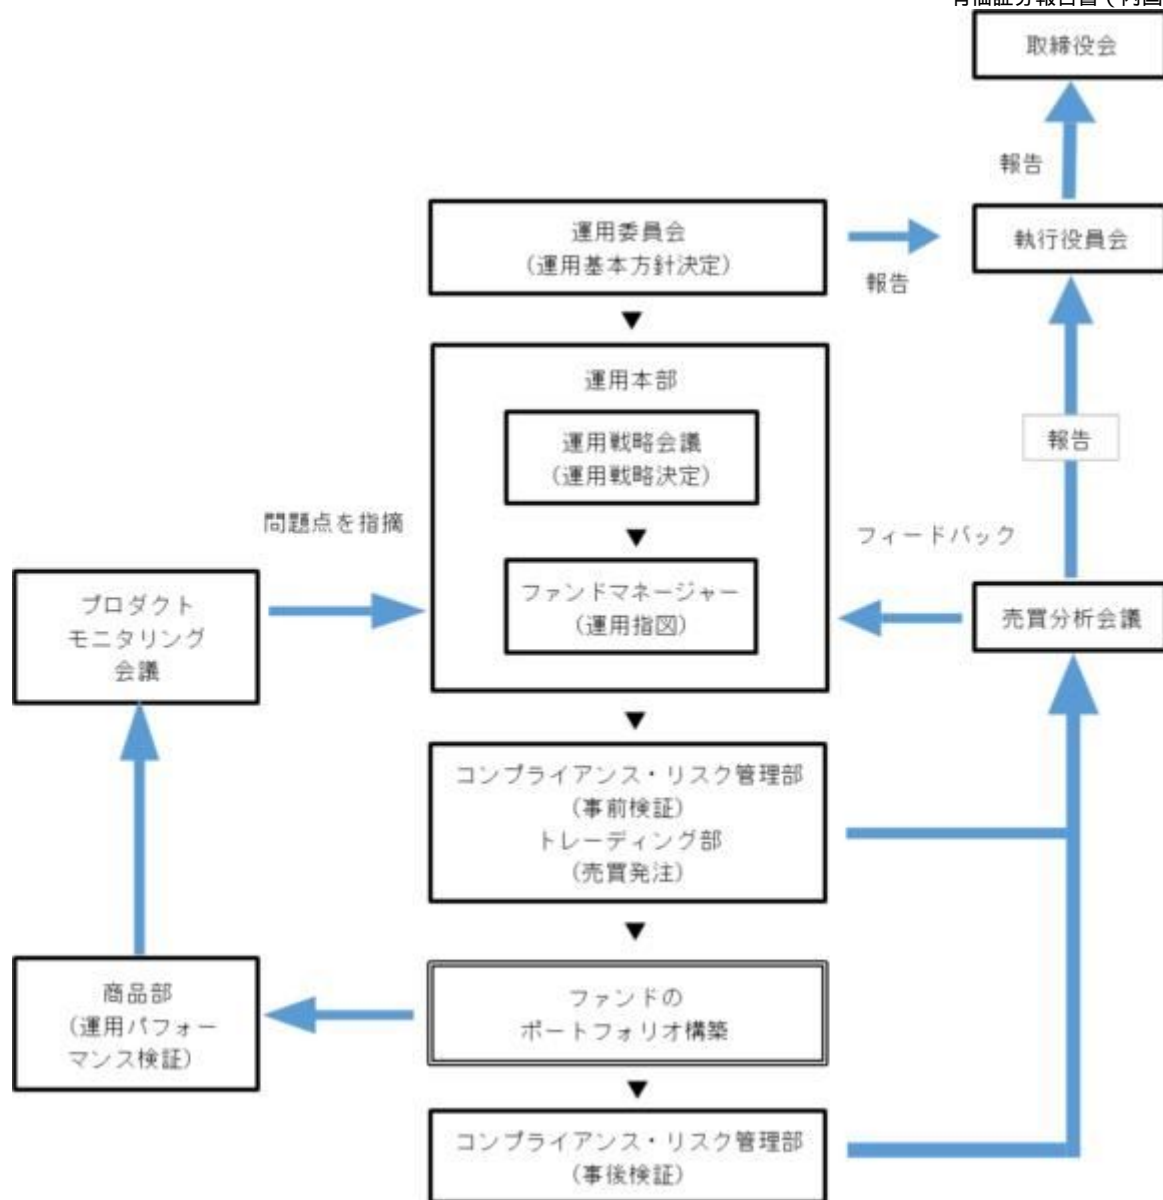 取締役会
報告
運用委員会
(運用基本方針決定)
執行役員会
報告
運用本部
運用戦略会議
(運用戦略決定)
報告
問題点を指摘
フィードバック
ファンドマネージャー
(運用指図)
プロダクト
モニタリング
会議
売買分析会議
コンプライアンス・リスク管理部
(事前検証)
トレーディング部
(売買発注)
商品部
(運用パフォー
マンス検証)
ファンドの
ポートフォリオ構築
コンプライアンス・リスク管理部
(事後検証)